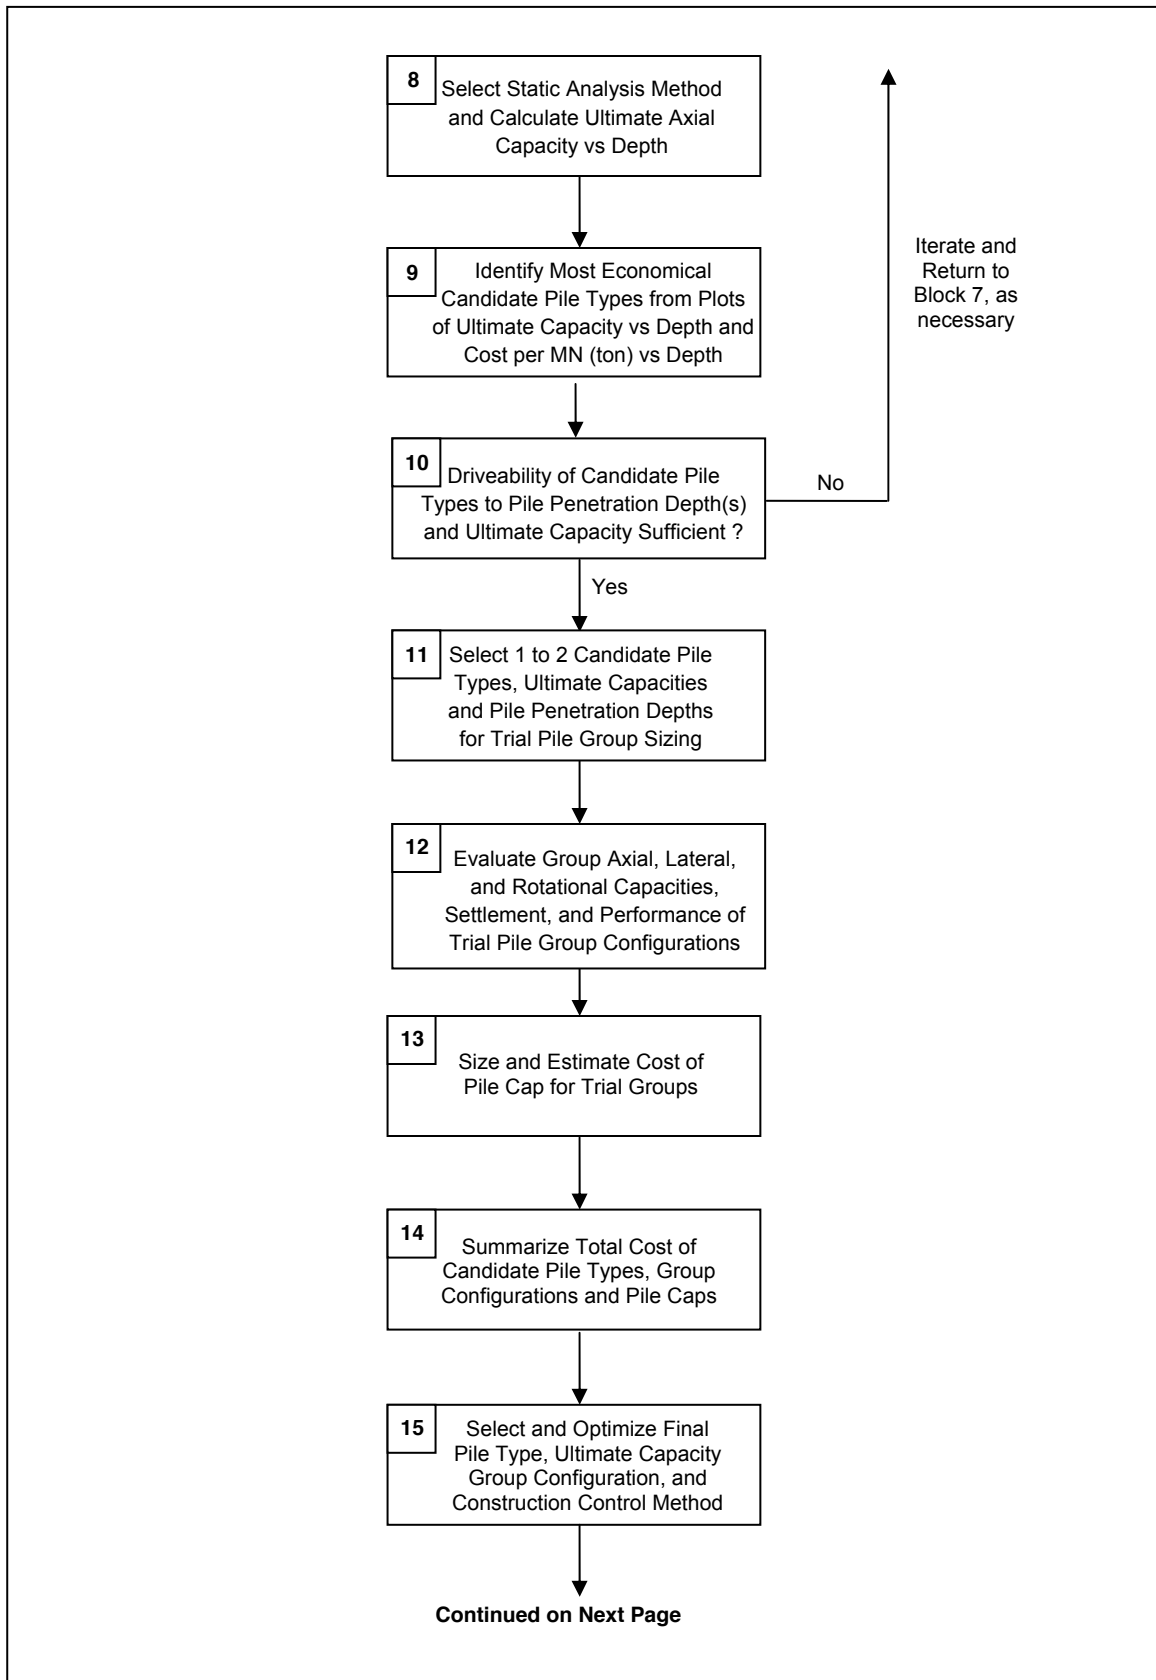 8
Select Static Analysis Method
and Calculate Ultimate Axial
Capacity vs Depth
Iterate and
Return to
Block 7, as
necessary
9
Identify Most Economical
Candidate Pile Types from Plots
of Ultimate Capacity vs Depth and
Cost per MN (ton) vs Depth
10
Driveability of Candidate Pile
Types to Pile Penetration Depth(s)
and Ultimate Capacity Sufficient ?
No
Yes
11
Select 1 to 2 Candidate Pile
Types, Ultimate Capacities
and Pile Penetration Depths
for Trial Pile Group Sizing
12
Evaluate Group Axial, Lateral,
and Rotational Capacities,
Settlement, and Performance of
Trial Pile Group Configurations
13
Size and Estimate Cost of
Pile Cap for Trial Groups
14
Summarize Total Cost of
Candidate Pile Types, Group
Configurations and Pile Caps
15
Select and Optimize Final
Pile Type, Ultimate Capacity
Group Configuration, and
Construction Control Method
Continued on Next Page